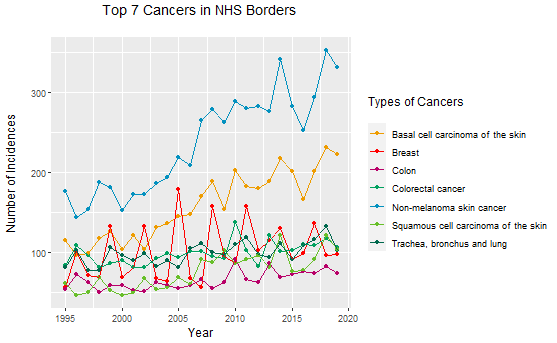 Top 7 Cancers in NHS Borders
Number of Incidences
300
200
100
1995
2000
2005
2010
2015
2020
Year
Types of Cancers
Basal cell carcinoma of the skin
Breast
Colon
Colorectal cancer
Non-melanoma skin cancer
Squamous cell carcinoma of the skin
Trachea, bronchus and lung